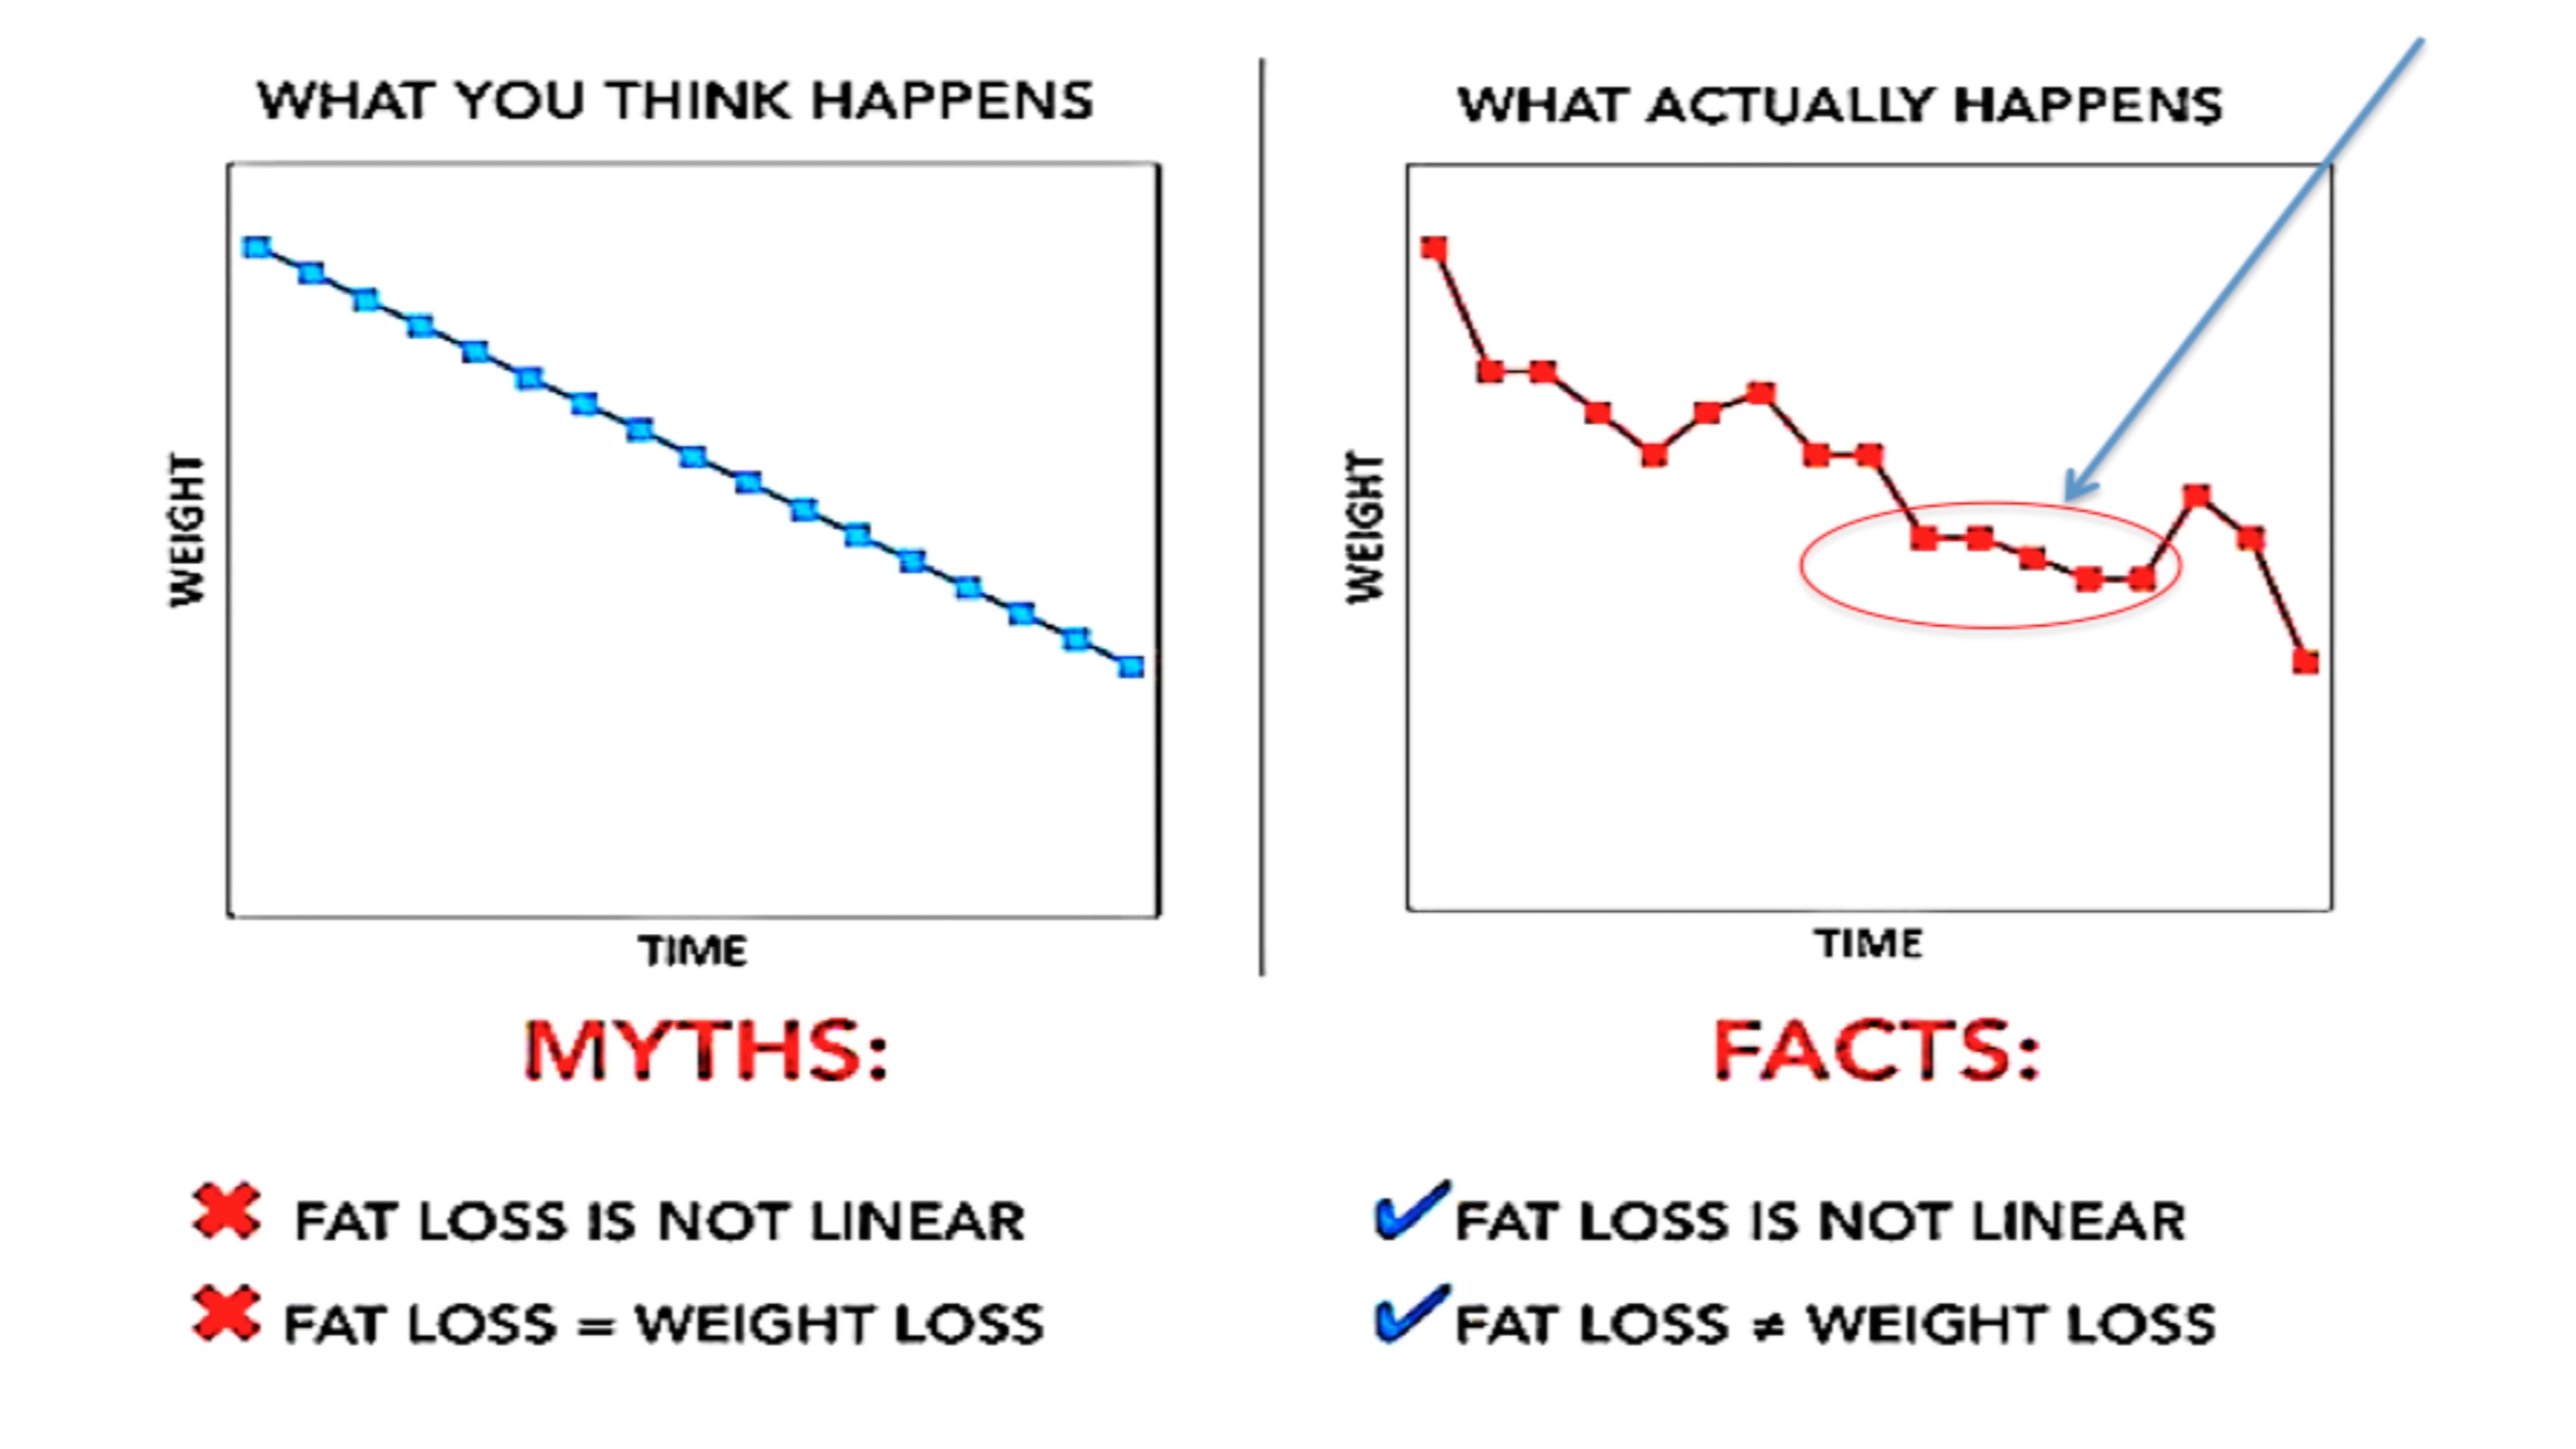 WHAT YOU THINK HAPPENS
WEIGHT
TIME
MYTHS:
FAT LOSS IS NOT LINEAR
FAT LOSS = WEIGHT LOSS
WHAT ACTUALLY HAPPENS
WEIGHT
TIME
FACTS:
FAT LOSS IS NOT LINEAR
FAT LOSS ≠ WEIGHT LOSS